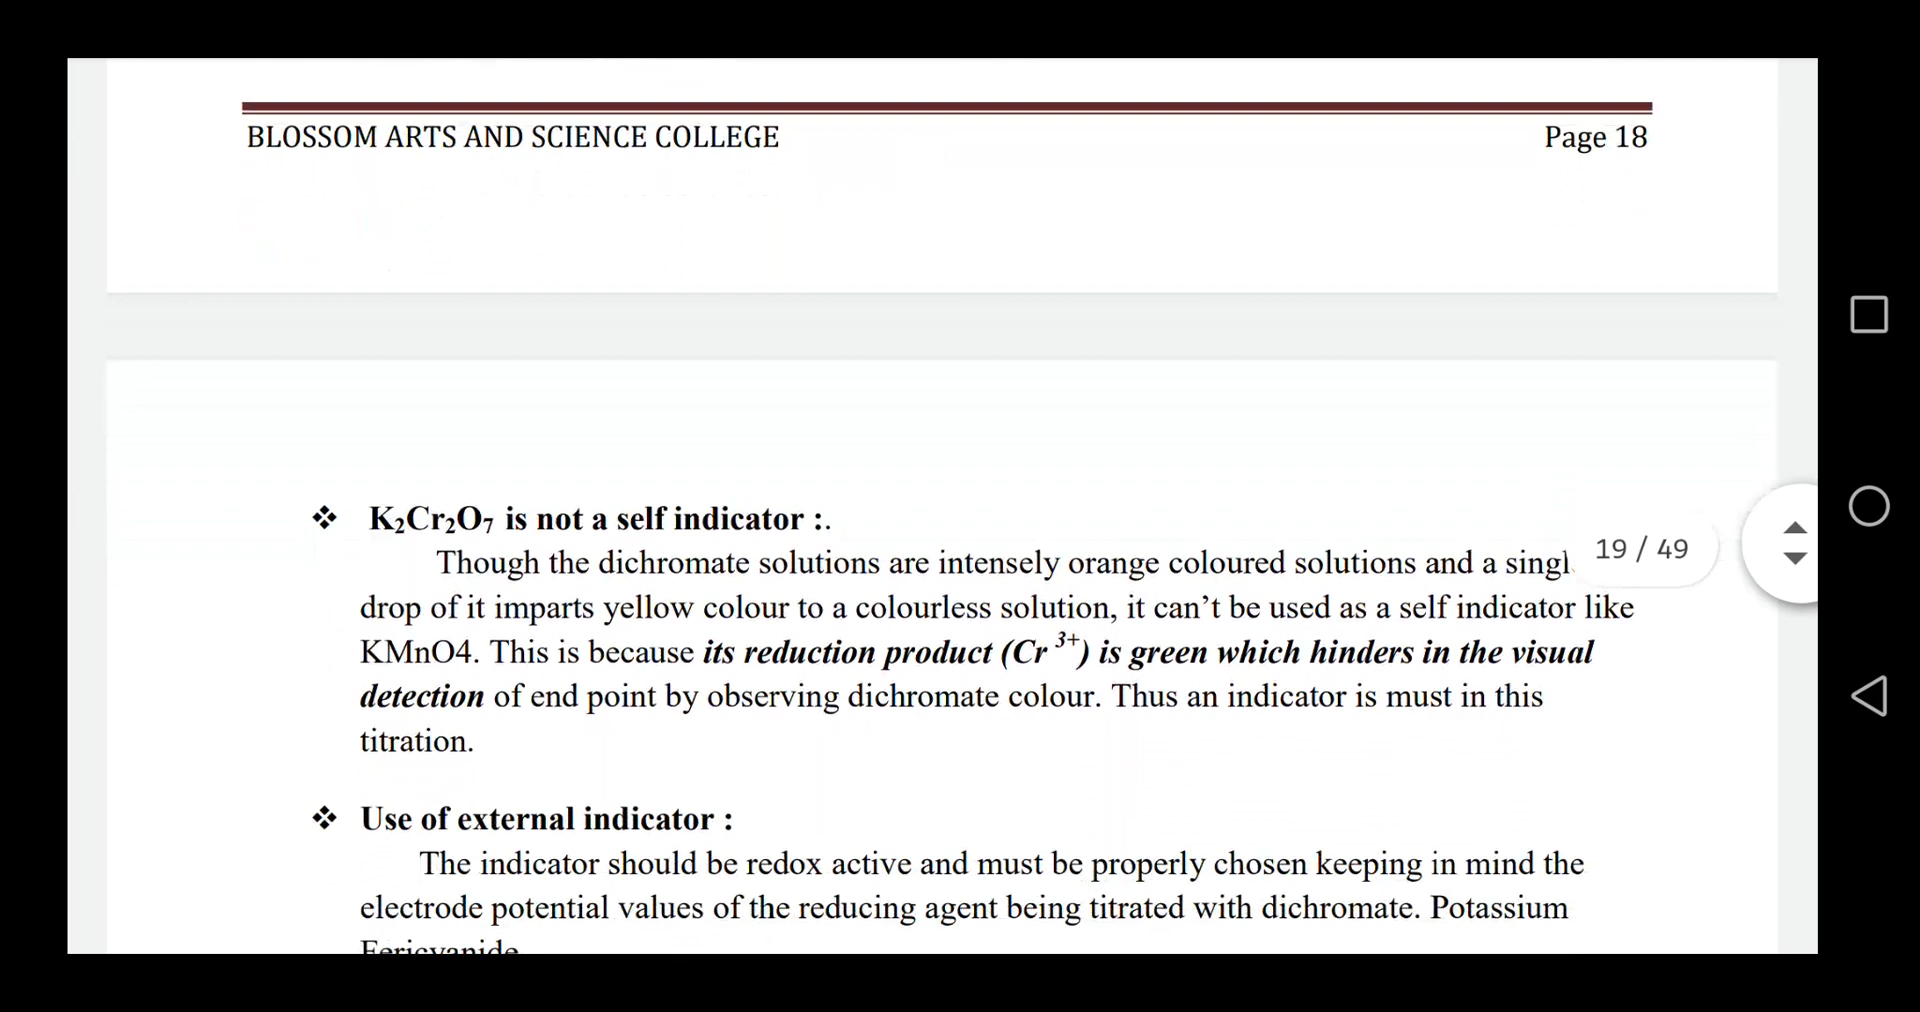 BLOSSOM ARTS AND SCIENCE COLLEGE Page 18
❖ K₂Cr₂O₇ is not a self indicator :.
Though the dichromate solutions are intensely orange coloured solutions and a singl
19 / 49
drop of it imparts yellow colour to a colourless solution, it can’t be used as a self indicator like
KMnO4. This is because its reduction product (Cr ³⁺) is green which hinders in the visual
detection of end point by observing dichromate colour. Thus an indicator is must in this
titration.
❖ Use of external indicator :
The indicator should be redox active and must be properly chosen keeping in mind the
electrode potential values of the reducing agent being titrated with dichromate. Potassium
Fericyanide